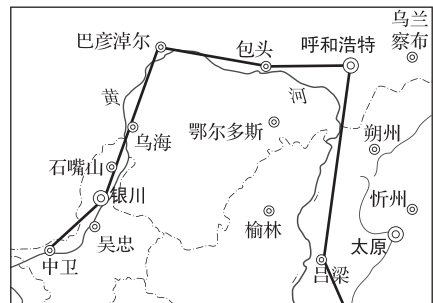 乌兰
察布
巴彦淖尔
包头
呼和浩特
黄
河
乌海
鄂尔多斯
朔州
石嘴山
银川
忻州
吴忠
榆林
太原
中卫
吕梁